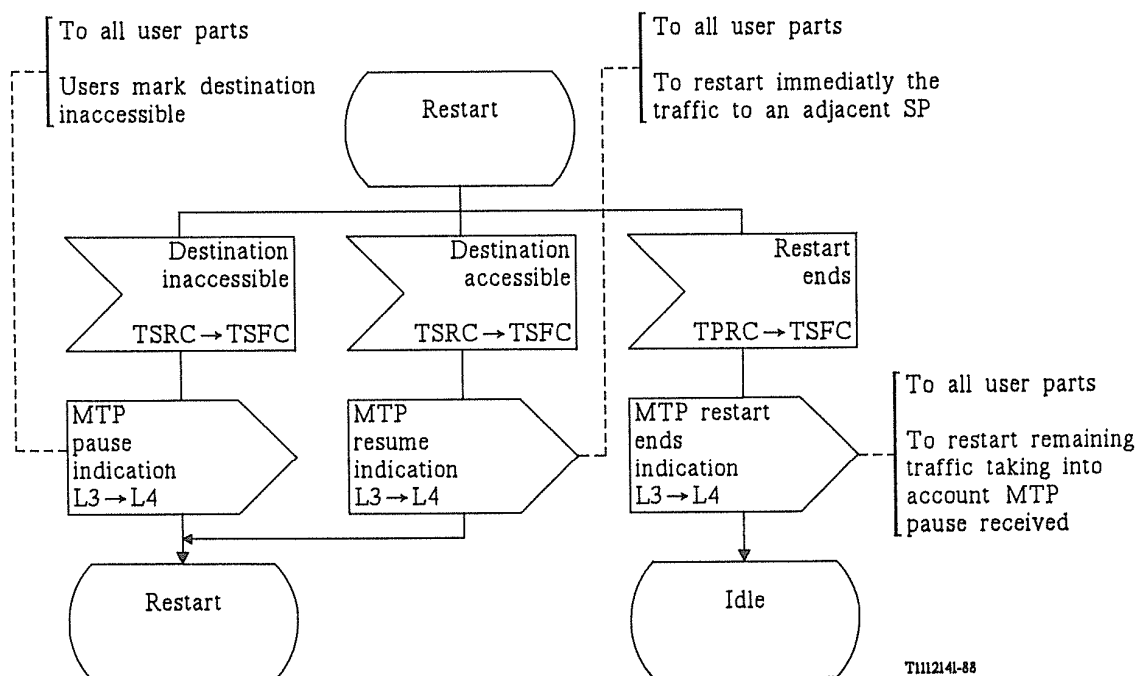 To all user parts
Users mark destination
inaccessible
Restart
To all user parts
To restart immediatly the
traffic to an adjacent SP
Destination
inaccessible
TSRC → TSFC
Destination
accessible
TSRC → TSFC
Restart
ends
TPRC → TSFC
MTP
pause
indication
L3 → L4
MTP
resume
indication
L3 → L4
MTP restart
ends
indication
L3 → L4
To all user parts
To restart remaining
traffic taking into
account MTP
pause received
Restart
Idle
T1112141-88